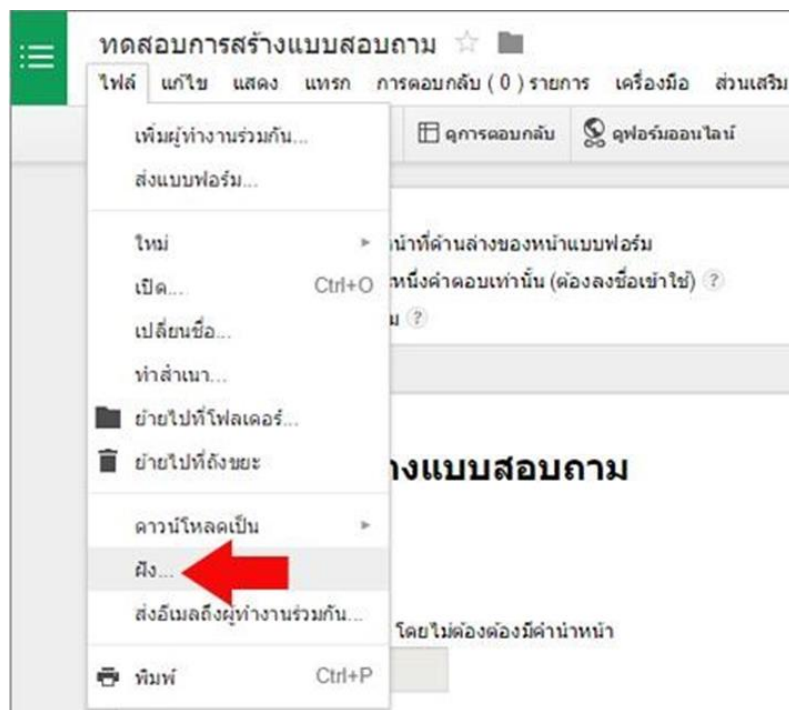 ทดสอบการสร้างแบบสอบถาม
ไฟล์ แก้ไข แสดง แทรก การตอบกลับ ( 0 ) รายการ เครื่องมือ ส่วนเสริม
เพิ่มผู้ทำงานร่วมกัน...
ดูการตอบกลับ ดูฟอร์มออนไลน์
ส่งแบบฟอร์ม...
ใหม่
น้าที่ด้านล่างของหน้าแบบฟอร์ม
เปิด... Ctrl+O
หนึ่งคำตอบเท่านั้น (ต้องลงชื่อเข้าใช้) ?
เปลี่ยนชื่อ...
ม ?
ทำสำเนา...
ย้ายไปที่โฟลเดอร์...
ย้ายไปที่ถังขยะ
างแบบสอบถาม
ดาวน์โหลดเป็น
ฝัง...
ส่งอีเมลถึงผู้ทำงานร่วมกัน...
โดยไม่ต้องต้องมีคำนำหน้า
พิมพ์ Ctrl+P